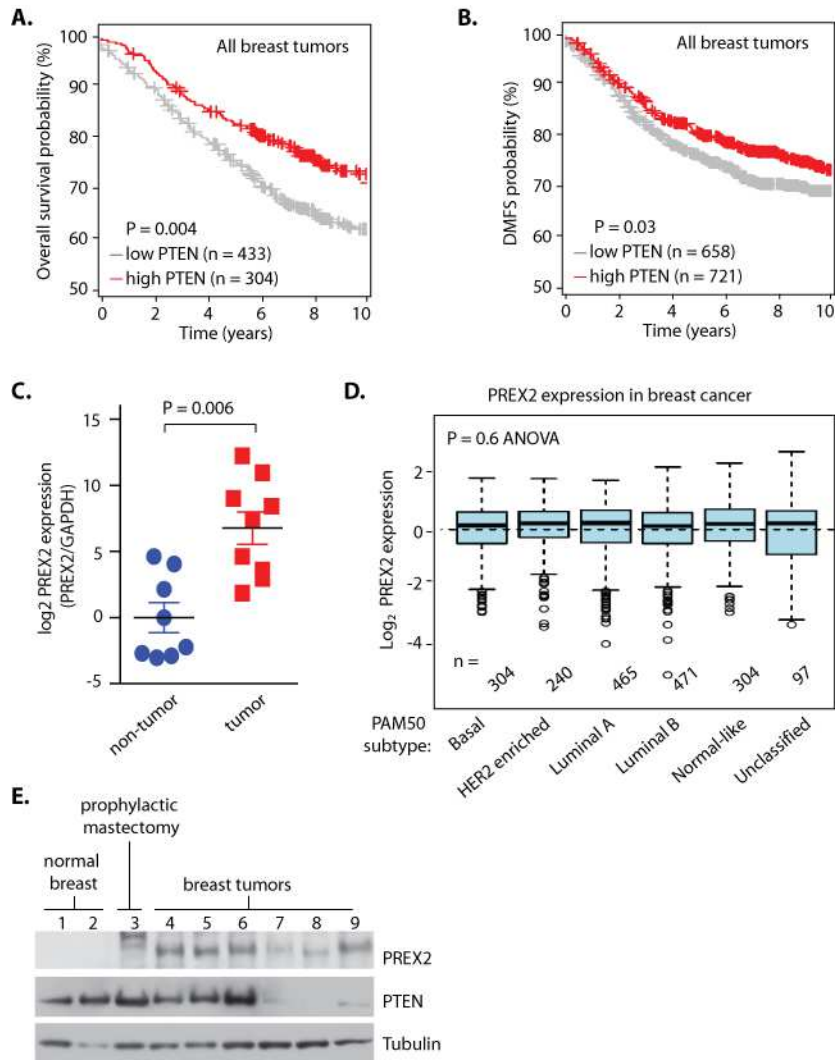 A.
All breast tumors
Overall survival probability (%)
100
90
80
70
60
50
P = 0.004
low PTEN (n = 433)
high PTEN (n = 304)
0 2 4 6 8 10
Time (years)
B.
All breast tumors
DMFS probability (%)
100
90
80
70
60
50
P = 0.03
low PTEN (n = 658)
high PTEN (n = 721)
0 2 4 6 8 10
Time (years)
C.
P = 0.006
log2 PREX2 expression
(PREX2/GAPDH)
15
10
5
0
-5
non-tumor
tumor
D.
PREX2 expression in breast cancer
P = 0.6 ANOVA
Log2 PREX2 expression
2
0
-2
-4
n =
304 240 465 471 304 97
PAM50
subtype:
Basal
HER2 enriched
Luminal A
Luminal B
Normal-like
Unclassified
E.
prophylactic
mastectomy
normal
breast
breast tumors
1 2 3 4 5 6 7 8 9
PREX2
PTEN
Tubulin